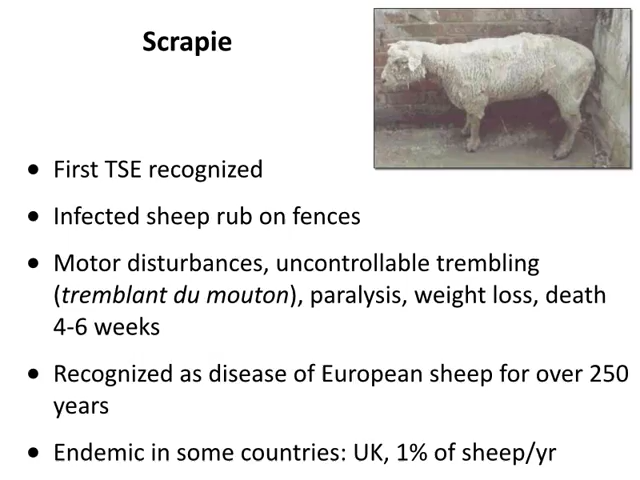 Scrapie
• First TSE recognized
• Infected sheep rub on fences
• Motor disturbances, uncontrollable trembling
(tremblant du mouton), paralysis, weight loss, death
4-6 weeks
• Recognized as disease of European sheep for over 250
years
• Endemic in some countries: UK, 1% of sheep/yr